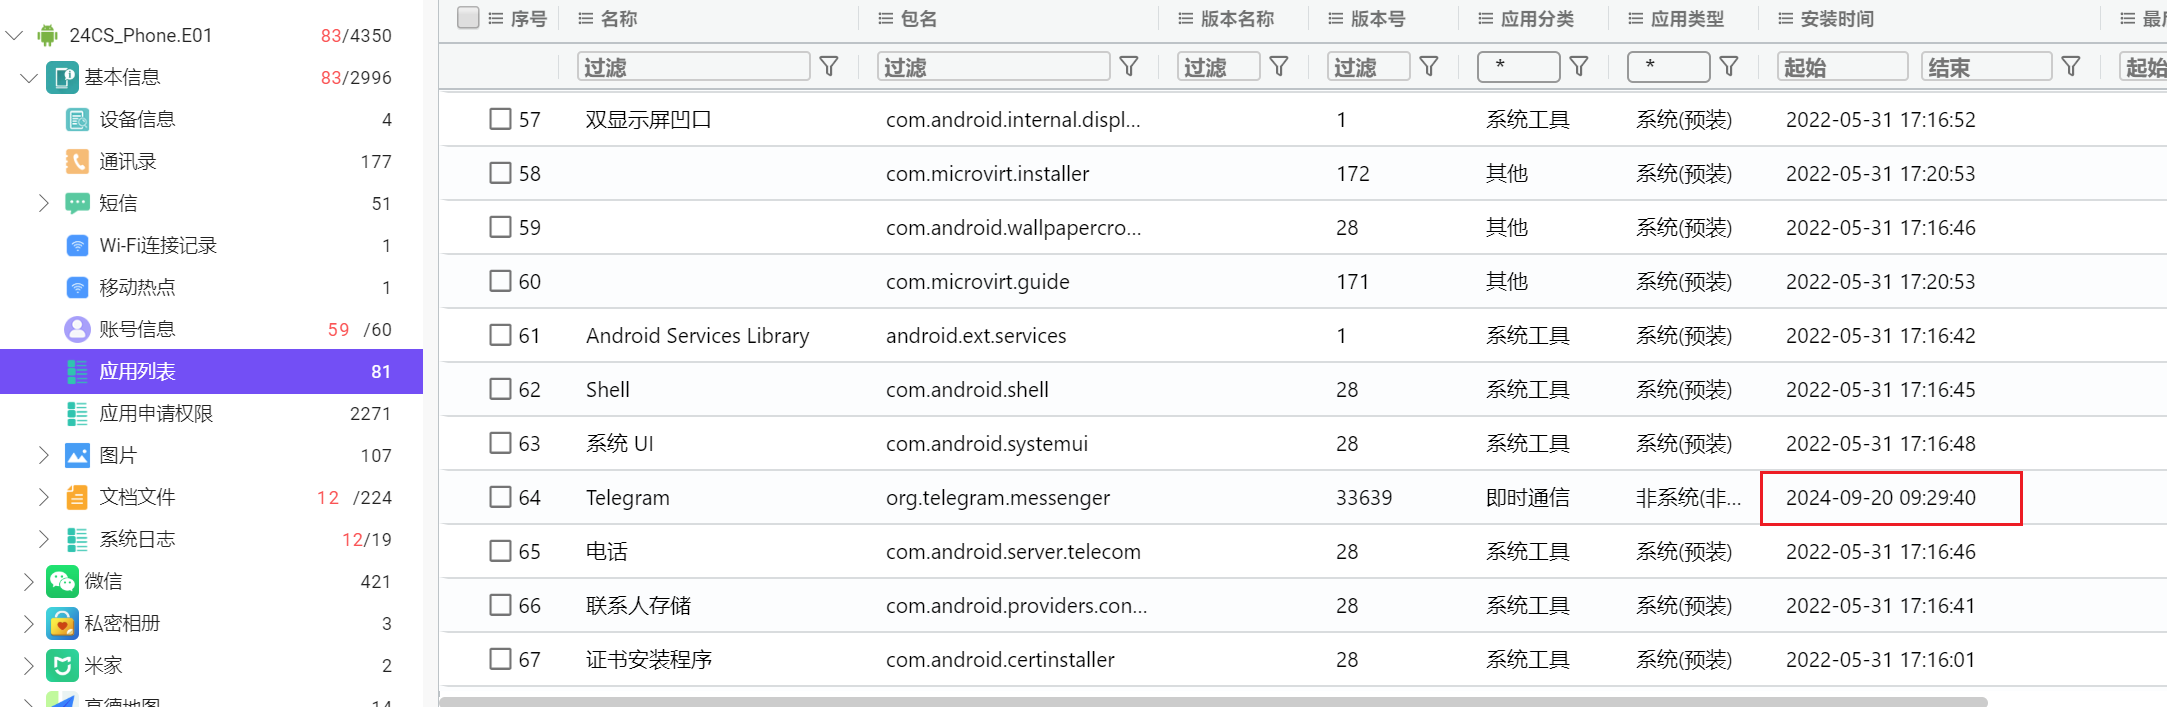 24CS_Phone.E01 83/4350
基本信息 83/2996
设备信息 4
通讯录 177
短信 51
Wi-Fi连接记录 1
移动热点 1
账号信息 59 /60
应用列表 81
应用申请权限 2271
图片 107
文档文件 12 /224
系统日志 12/19
微信 421
私密相册 3
米家 2
高德地图 14
序号 名称 包名 版本名称 版本号 应用分类 应用类型 安装时间 最
过滤 过滤 过滤 过滤 * * 起始 结束 起始
57 双显示屏凹口 com.android.internal.displ... 1 系统工具 系统(预装) 2022-05-31 17:16:52
58 com.microvirt.installer 172 其他 系统(预装) 2022-05-31 17:20:53
59 com.android.wallpapercro... 28 其他 系统(预装) 2022-05-31 17:16:46
60 com.microvirt.guide 171 其他 系统(预装) 2022-05-31 17:20:53
61 Android Services Library android.ext.services 1 系统工具 系统(预装) 2022-05-31 17:16:42
62 Shell com.android.shell 28 系统工具 系统(预装) 2022-05-31 17:16:45
63 系统 UI com.android.systemui 28 系统工具 系统(预装) 2022-05-31 17:16:48
64 Telegram org.telegram.messenger 33639 即时通信 非系统(非... 2024-09-20 09:29:40
65 电话 com.android.server.telecom 28 系统工具 系统(预装) 2022-05-31 17:16:46
66 联系人存储 com.android.providers.con... 28 系统工具 系统(预装) 2022-05-31 17:16:41
67 证书安装程序 com.android.certinstaller 28 系统工具 系统(预装) 2022-05-31 17:16:01